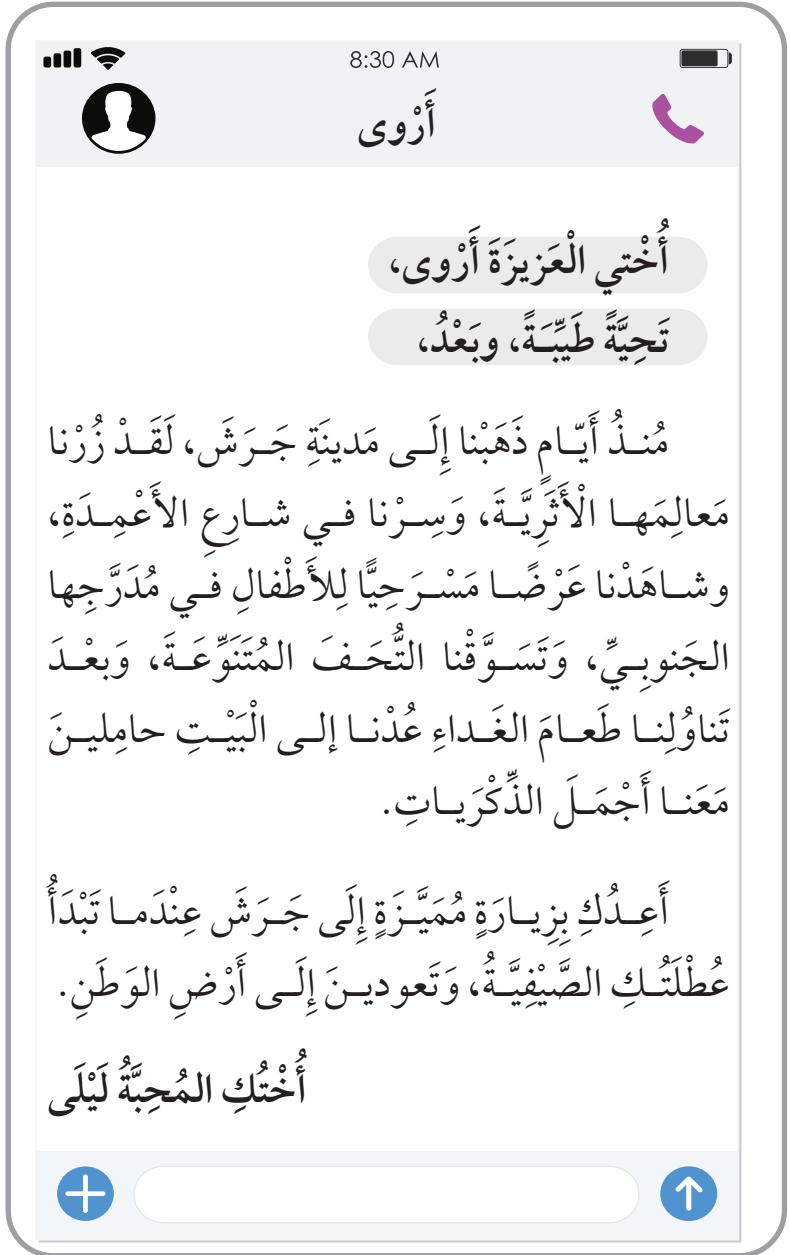 8:30 AM
أَرْوى
أُخْتي الْعَزيزَةَ أَرْوى،
تَحِيَّةً طَيِّبَةً، وبَعْدُ،
مُنذُ أَيّامٍ ذَهَبْنا إِلَى مَدينَةِ جَرَشَ، لَقَدْ زُرْنا
مَعالِمَها الْأَثَرِيَّةَ، وَسِرْنا في شارِعِ الأَعْمِدَةِ،
وشاهَدْنا عَرْضًا مَسْرَحِيًّا لِلأَطْفالِ في مُدَرَّجِها
الجَنوبِيِّ، وَتَسَوَّقْنا التُّحَفَ المُتَنَوِّعَةَ، وَبعْدَ
تَناوُلِنا طَعامَ الغَداءِ عُدْنا إلى الْبَيْتِ حامِلينَ
مَعَنا أَجْمَلَ الذِّكْرَياتِ.
أَعِدُكِ بِزِيارَةٍ مُمَيَّزَةٍ إِلَى جَرَشَ عِنْدَما تَبْدَأُ
عُطْلَتُكِ الصَّيْفِيَّةُ، وَتَعودينَ إِلَى أَرْضِ الوَطَنِ.
أُخْتُكِ المُحِبَّةُ لَيْلَى